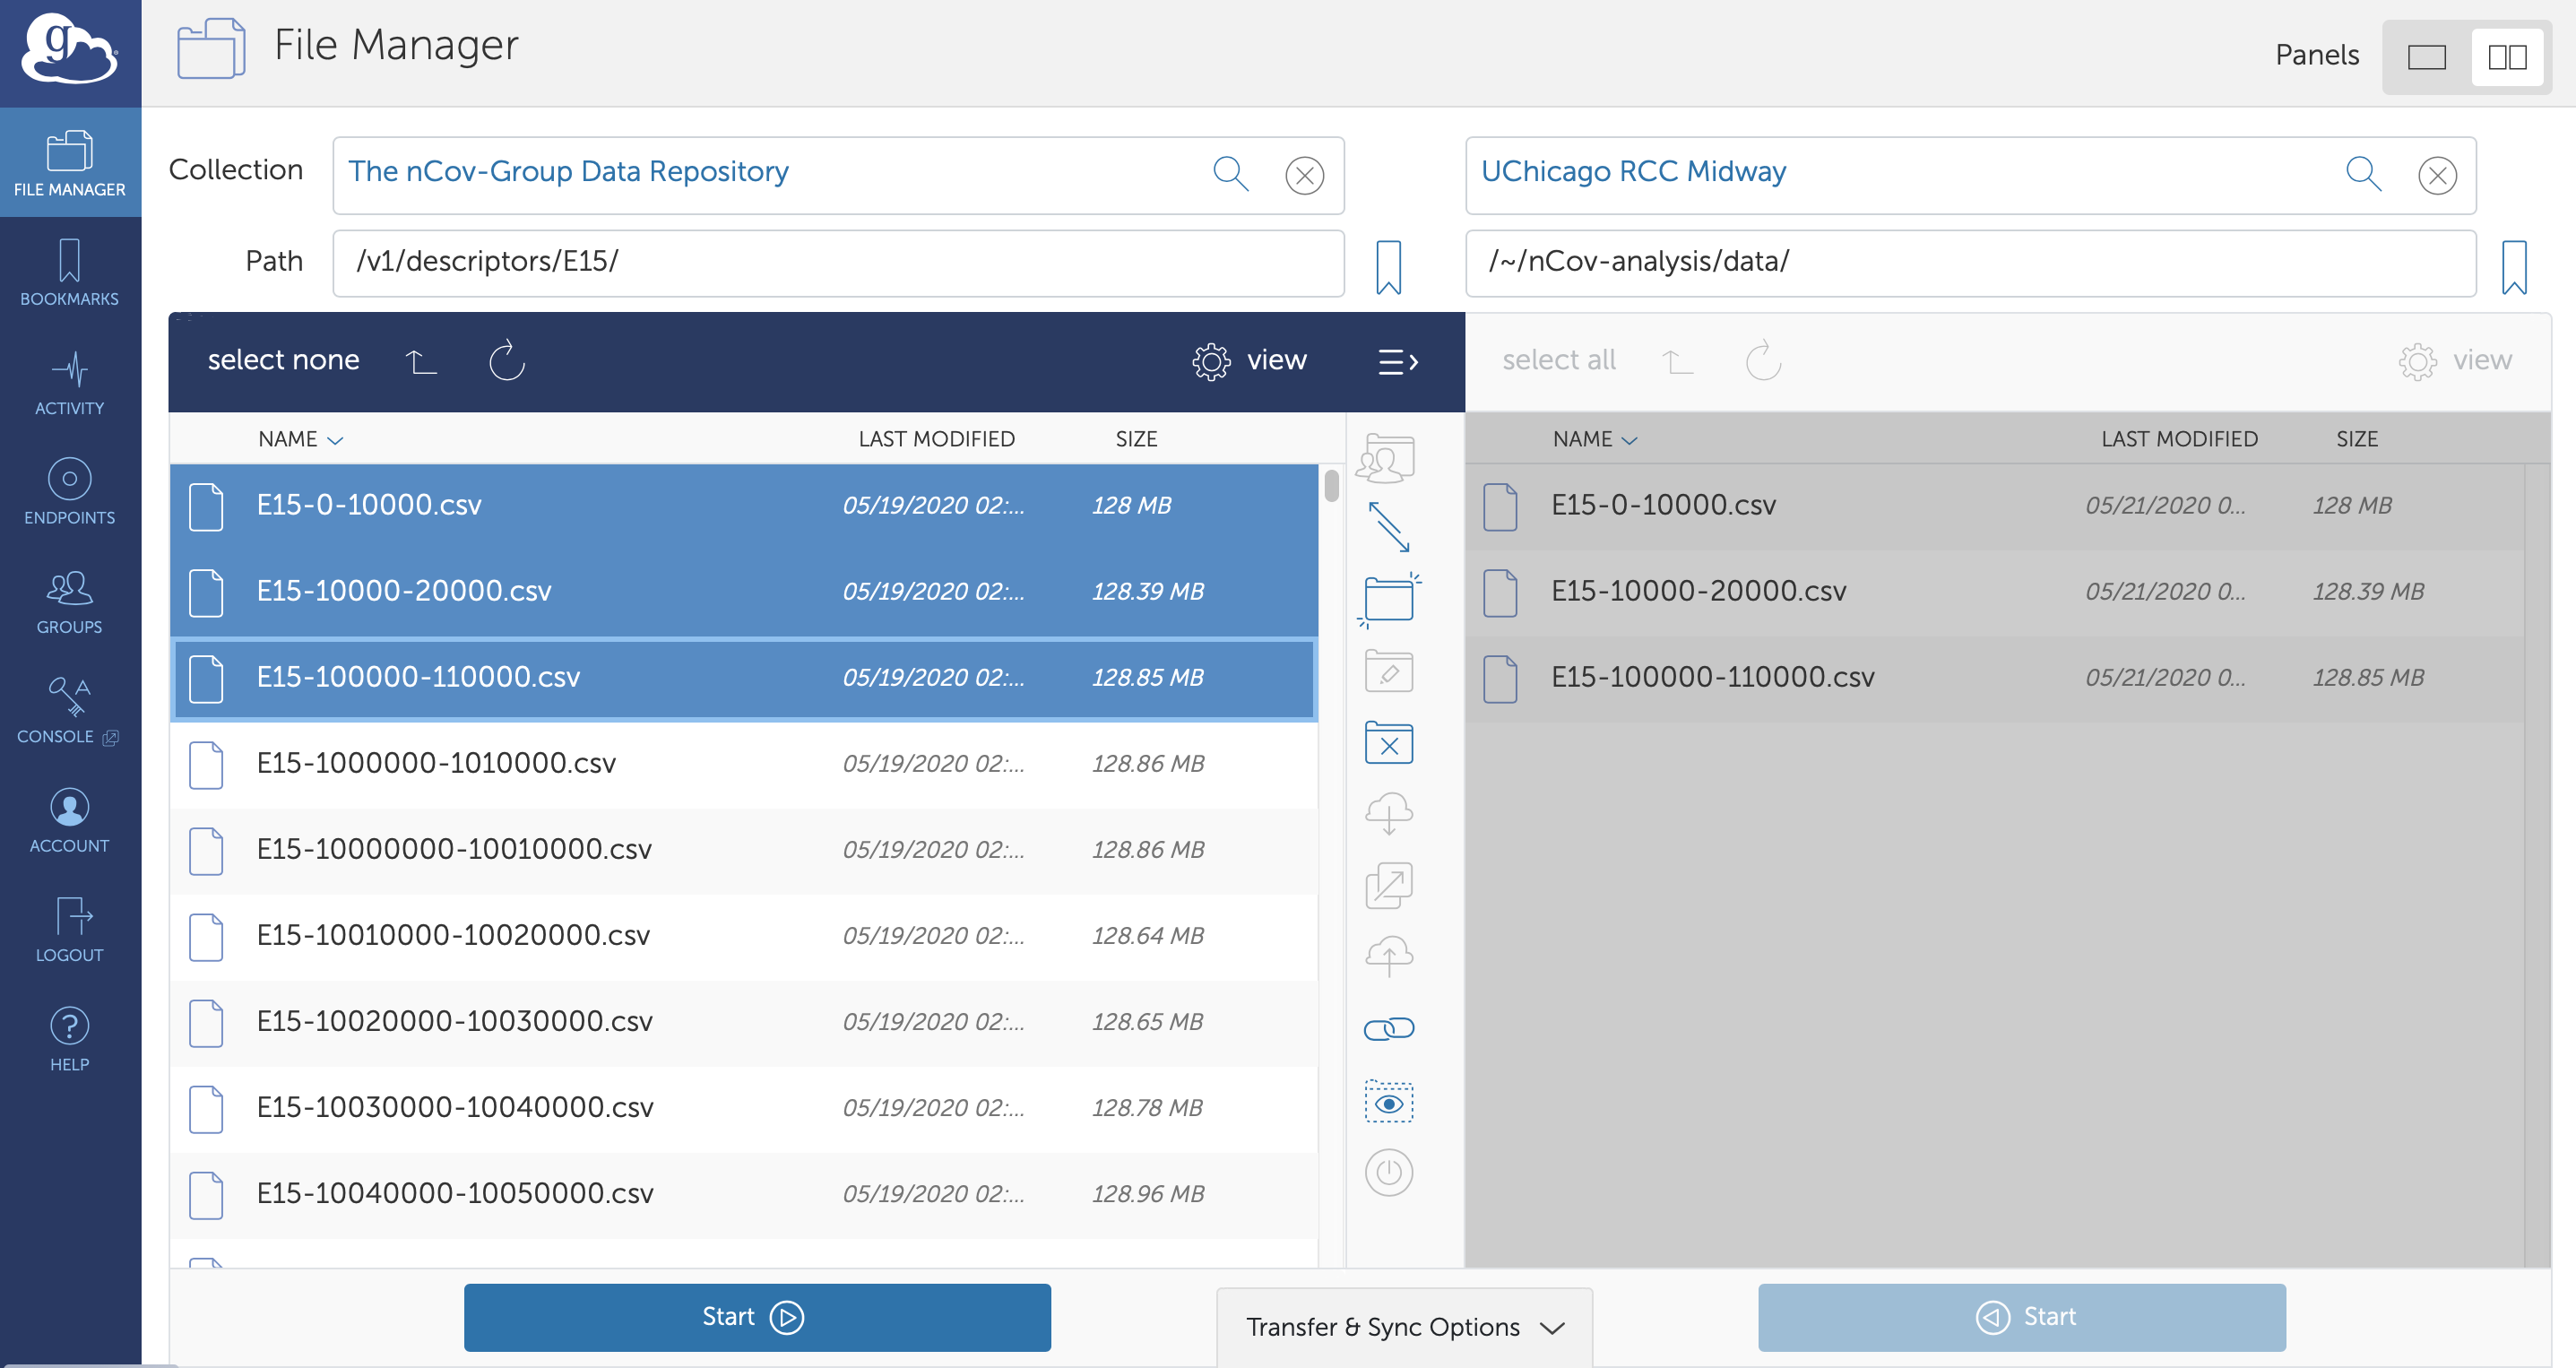 g
File Manager
Panels
FILE MANAGER
BOOKMARKS
ACTIVITY
ENDPOINTS
GROUPS
CONSOLE
ACCOUNT
LOGOUT
HELP
Collection
The nCov-Group Data Repository
UChicago RCC Midway
Path
/v1/descriptors/E15/
/~/nCov-analysis/data/
select none
view
select all
view
NAME LAST MODIFIED SIZE
E15-0-10000.csv 05/19/2020 02:... 128 MB
E15-10000-20000.csv 05/19/2020 02:... 128.39 MB
E15-100000-110000.csv 05/19/2020 02:... 128.85 MB
E15-1000000-1010000.csv 05/19/2020 02:... 128.86 MB
E15-10000000-10010000.csv 05/19/2020 02:... 128.86 MB
E15-10010000-10020000.csv 05/19/2020 02:... 128.64 MB
E15-10020000-10030000.csv 05/19/2020 02:... 128.65 MB
E15-10030000-10040000.csv 05/19/2020 02:... 128.78 MB
E15-10040000-10050000.csv 05/19/2020 02:... 128.96 MB
NAME LAST MODIFIED SIZE
E15-0-10000.csv 05/21/2020 0... 128 MB
E15-10000-20000.csv 05/21/2020 0... 128.39 MB
E15-100000-110000.csv 05/21/2020 0... 128.85 MB
Start
Transfer & Sync Options
Start